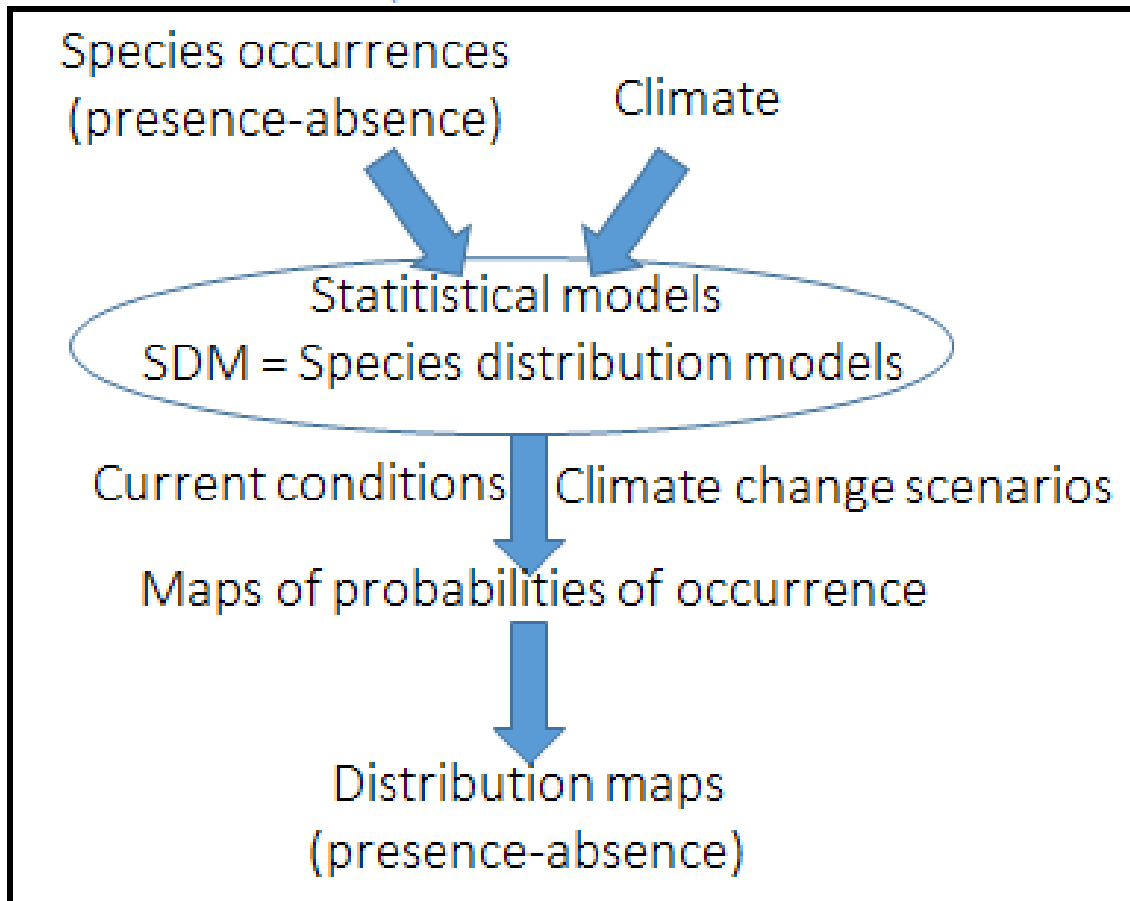 Species occurrences
(presence-absence)
Climate
Statitistical models
SDM = Species distribution models
Current conditions
Climate change scenarios
Maps of probabilities of occurrence
Distribution maps
(presence-absence)